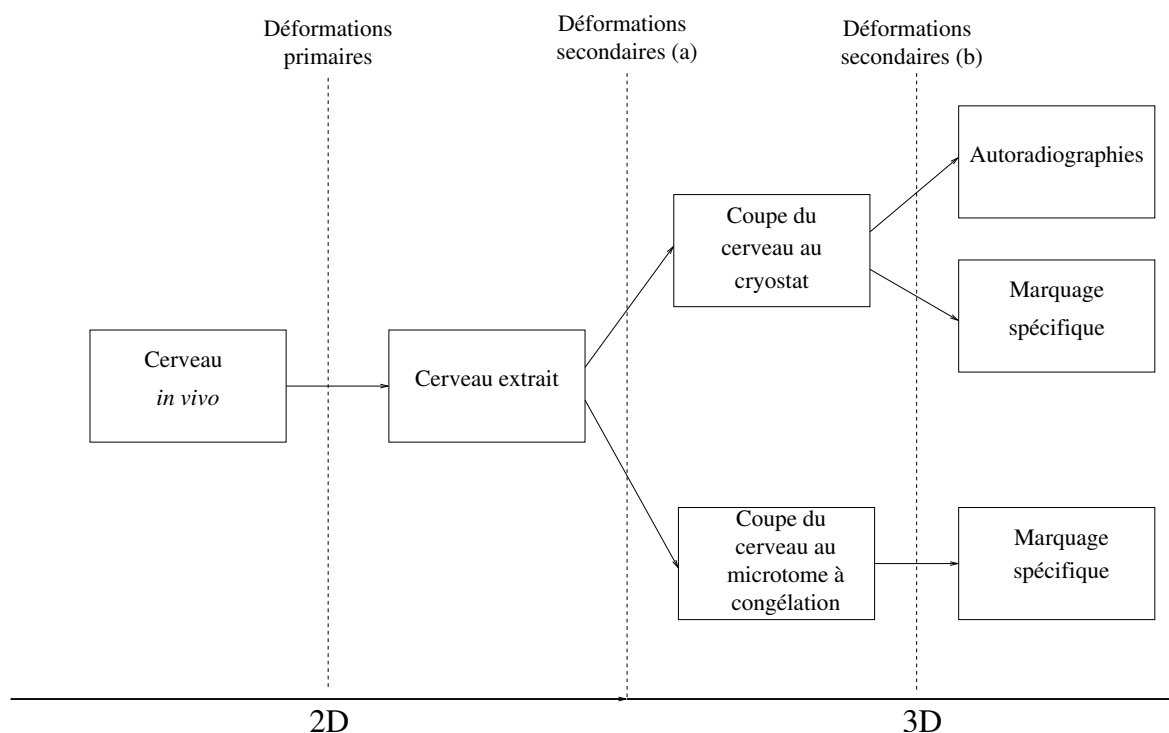 Déformations
primaires
Déformations
secondaires (a)
Déformations
secondaires (b)
Autoradiographies
Coupe du
cerveau au
cryostat
Marquage
spécifique
Cerveau
in vivo
Cerveau extrait
Coupe du
cerveau au
microtome à
congélation
Marquage
spécifique
2D
3D